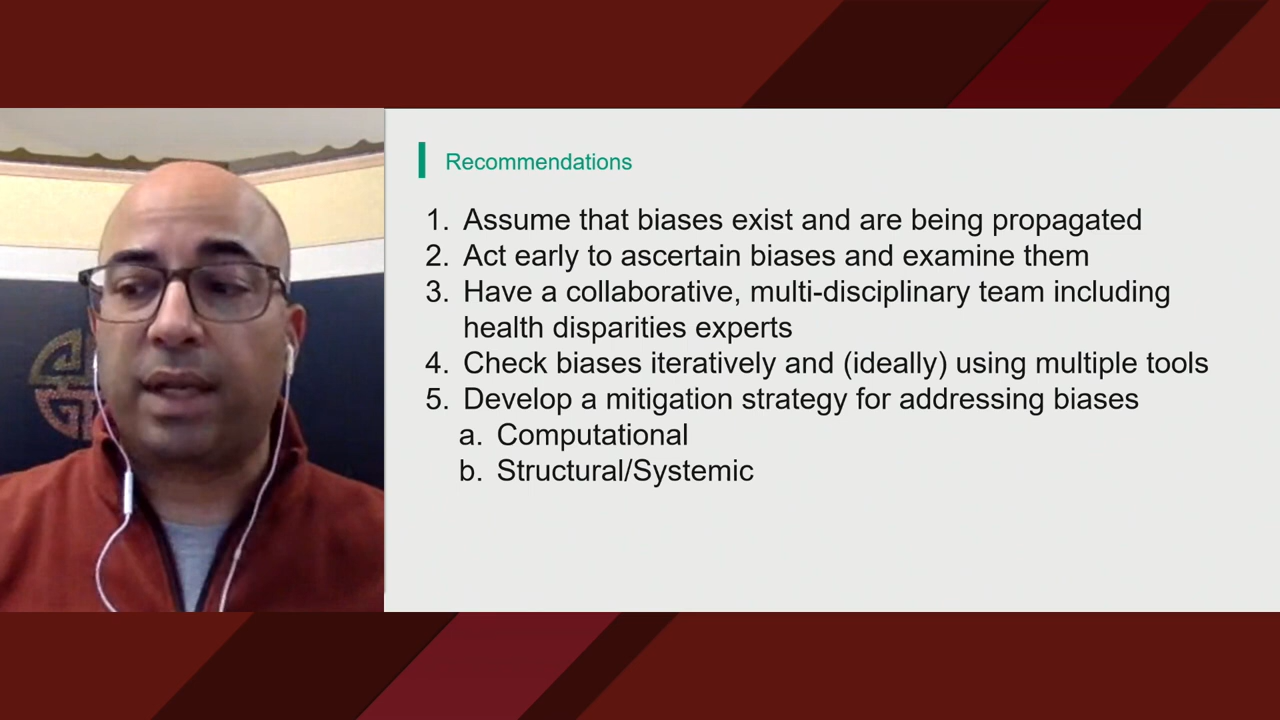 Recommendations
1. Assume that biases exist and are being propagated
2. Act early to ascertain biases and examine them
3. Have a collaborative, multi-disciplinary team including
health disparities experts
4. Check biases iteratively and (ideally) using multiple tools
5. Develop a mitigation strategy for addressing biases
a. Computational
b. Structural/Systemic